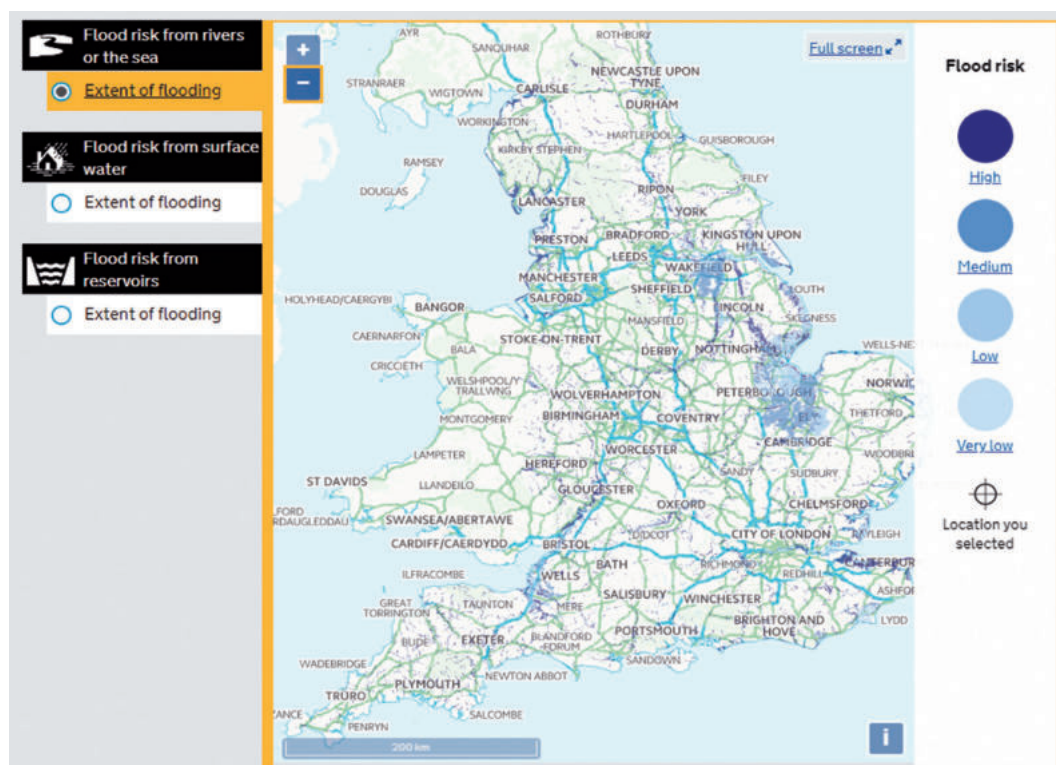 Flood risk from rivers
or the sea
Extent of flooding
Flood risk from surface
water
Extent of flooding
Flood risk from
reservoirs
Extent of flooding
+
−
Full screen
AYR
SANQUHAR
ROTHBURY
STRANRAER
WIGTOWN
CARLISLE
NEWCASTLE UPON
TYNE
DURHAM
WORKINGTON
HARTLEPOOL
GUISBOROUGH
KIRKBY STEPHEN
RAMSEY
DOUGLAS
RIPON
FILEY
LANCASTER
YORK
PRESTON
BRADFORD
KINGSTON UPON
HULL
LEEDS
WAKEFIELD
MANCHESTER
SALFORD
SHEFFIELD
LOUTH
HOLYHEAD/CAERGYBI
BANGOR
LINCOLN
MANSFIELD
SKEGNESS
CAERNARFON
STOKE-ON-TRENT
BALA
DERBY
NOTTINGHAM
WELLS-NE
CRICCIETH
WELSHPOOL/Y
TRALLWNG
WOLVERHAMPTON
PETERBOROUGH
NORWIC
MONTGOMERY
BIRMINGHAM
COVENTRY
ELY
THETFORD
CAMBRIDGE
LAMPETER
WORCESTER
WOODBRI
HEREFORD
SANDY
SUDBURY
ST DAVIDS
LLANDEILO
GLOUCESTER
OXFORD
CHELMSFORD
LFORD
RDAUGLEDDAU
SWANSEA/ABERTAWE
DIDCOT
CITY OF LONDON
RAYLEIGH
CARDIFF/CAERDYDD
BRISTOL
BATH
RICHMOND
CANTERBUR
ILFRACOMBE
WELLS
REDHILL
ASHFO
GREAT
TORRINGTON
TAUNTON
MERE
SALISBURY
WINCHESTER
LYDD
BUDE
EXETER
BLANDFORD
FORUM
PORTSMOUTH
BRIGHTON AND
HOVE
WADEBRIDGE
NEWTON ABBOT
SANDOWN
PLYMOUTH
TRURO
SALCOMBE
ZANCE
PENRYN
200 km
i
Flood risk
High
Medium
Low
Very low
Location you
selected